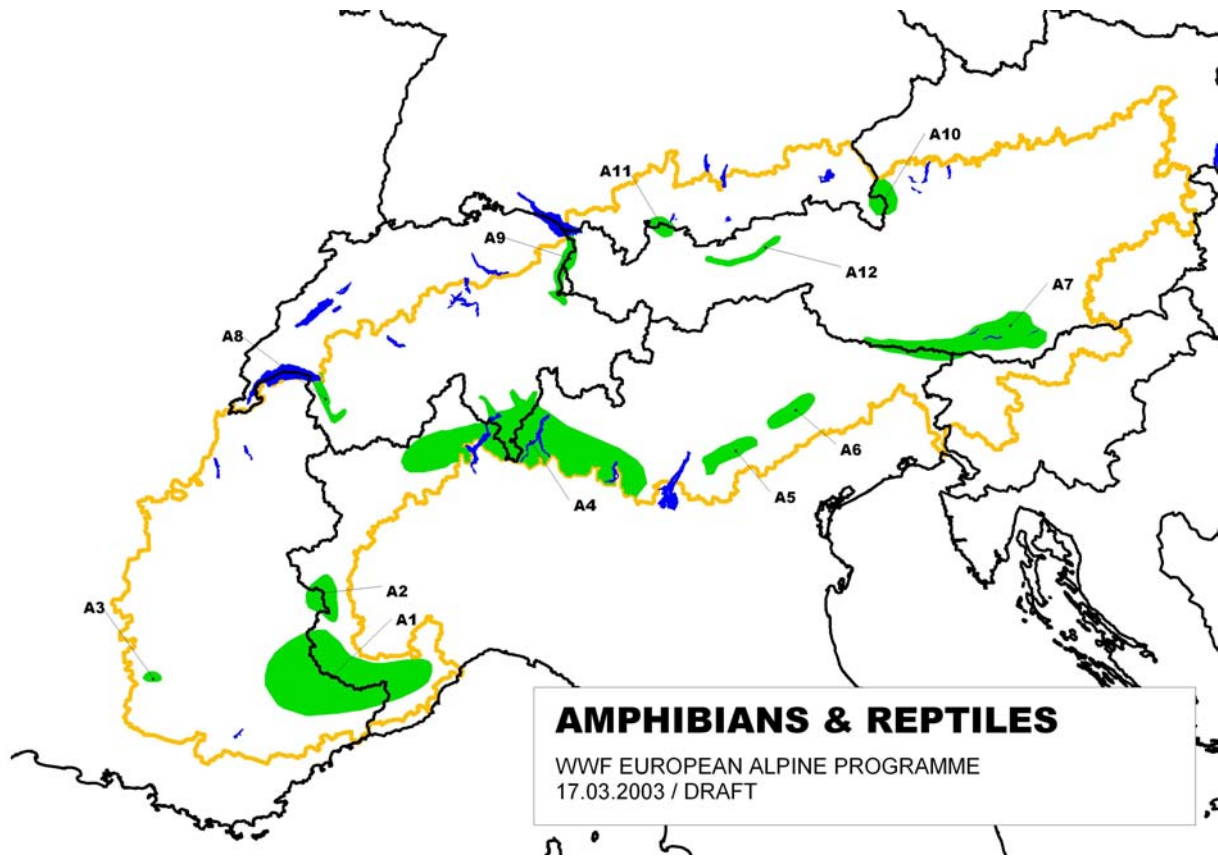 A10
A11
A9
A12
A7
A8
A6
A5
A4
A2
A3
A1
AMPHIBIANS & REPTILES
WWF EUROPEAN ALPINE PROGRAMME
17.03.2003 / DRAFT